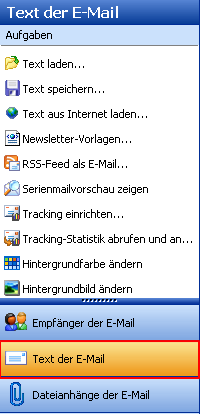 Text der E-Mail
Aufgaben
Text laden...
Text speichern...
Text aus Internet laden...
Newsletter-Vorlagen...
RSS-Feed als E-Mail...
Serienmailvorschau zeigen
Tracking einrichten...
Tracking-Statistik abrufen und an...
Hintergrundfarbe ändern
Hintergrundbild ändern
Empfänger der E-Mail
Text der E-Mail
Dateianhänge der E-Mail